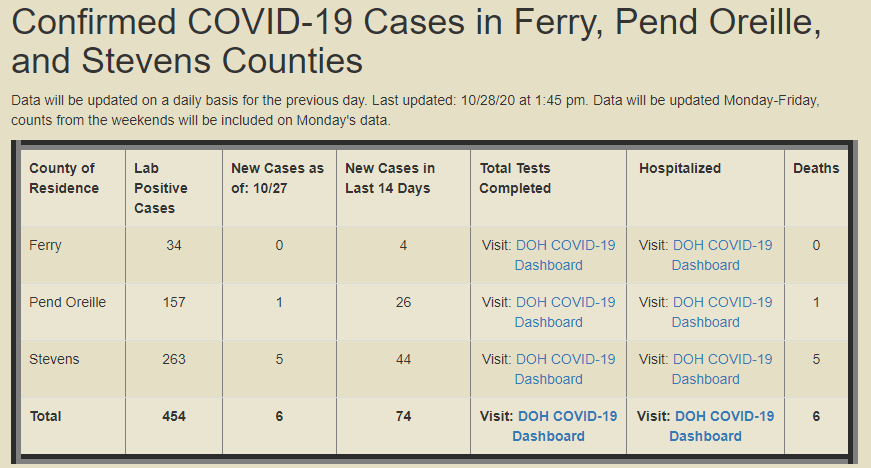 Confirmed COVID-19 Cases in Ferry, Pend Oreille,
and Stevens Counties
Data will be updated on a daily basis for the previous day. Last updated: 10/28/20 at 1:45 pm. Data will be updated Monday-Friday,
counts from the weekends will be included on Monday's data.
County of Residence Lab Positive Cases New Cases as of: 10/27 New Cases in Last 14 Days Total Tests Completed Hospitalized Deaths
Ferry 34 0 4 Visit: DOH COVID-19 Dashboard Visit: DOH COVID-19 Dashboard 0
Pend Oreille 157 1 26 Visit: DOH COVID-19 Dashboard Visit: DOH COVID-19 Dashboard 1
Stevens 263 5 44 Visit: DOH COVID-19 Dashboard Visit: DOH COVID-19 Dashboard 5
Total 454 6 74 Visit: DOH COVID-19 Dashboard Visit: DOH COVID-19 Dashboard 6